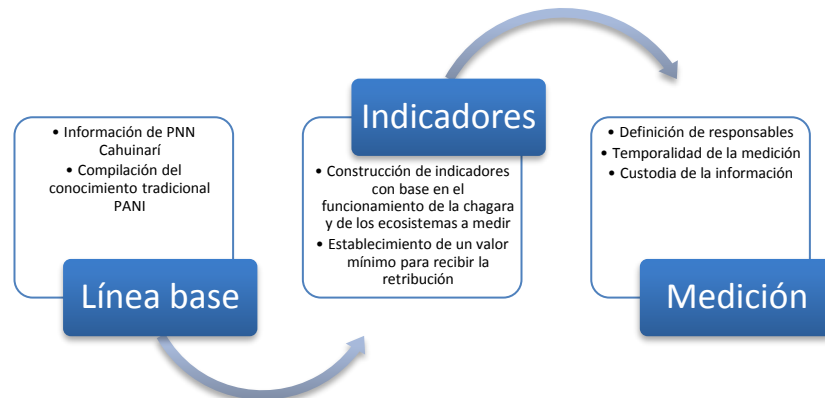 • Información de PNN
Cahuinarí
• Compilación del
conocimiento tradicional
PANI
Línea base
Indicadores
• Construcción de indicadores
con base en el
funcionamiento de la chagara
y de los ecosistemas a medir
• Establecimiento de un valor
mínimo para recibir la
retribución
• Definición de responsables
• Temporalidad de la medición
• Custodia de la información
Medición